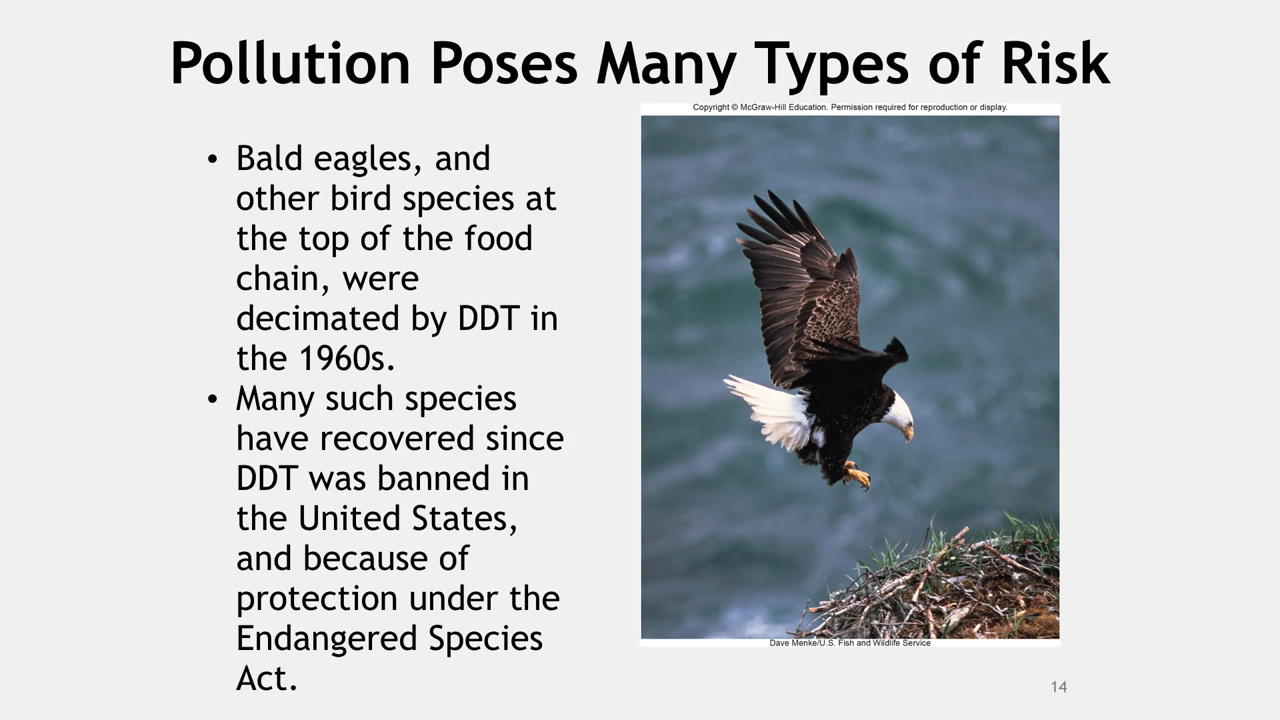 Pollution Poses Many Types of Risk
Copyright © McGraw-Hill Education. Permission required for reproduction or display.
• Bald eagles, and
other bird species at
the top of the food
chain, were
decimated by DDT in
the 1960s.
• Many such species
have recovered since
DDT was banned in
the United States,
and because of
protection under the
Endangered Species
Act.
Dave Menke/U.S. Fish and Wildlife Service
14